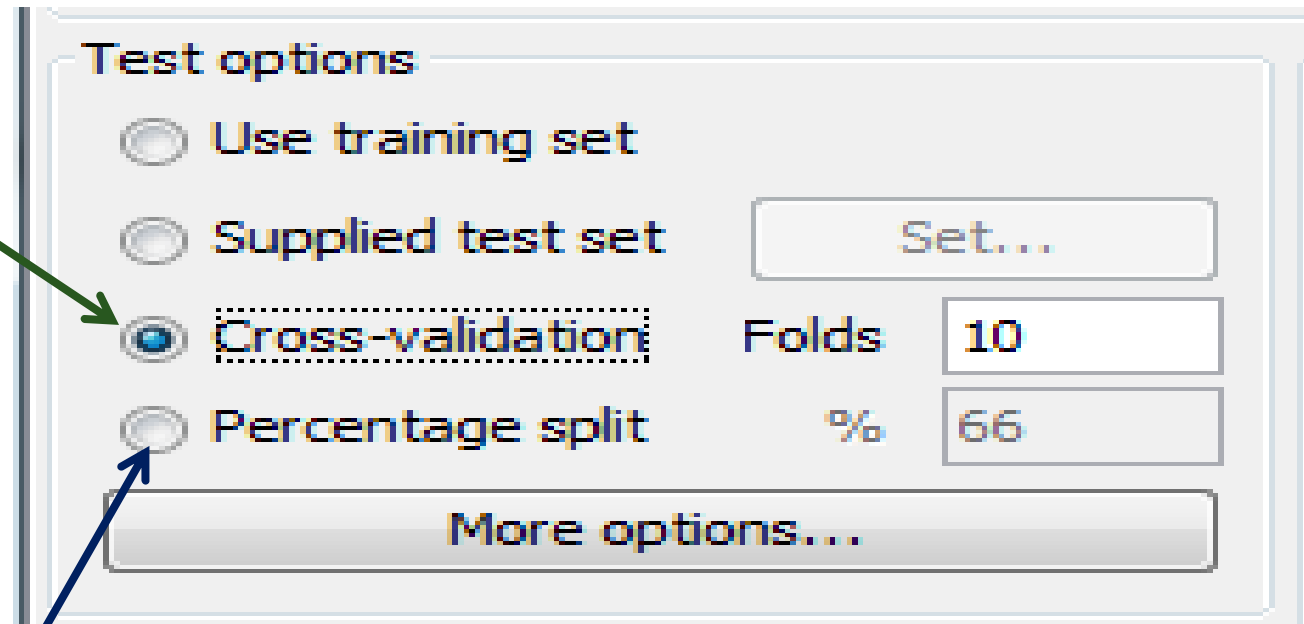 Test options
Use training set
Supplied test set Set...
Cross-validation Folds 10
Percentage split % 66
More options...